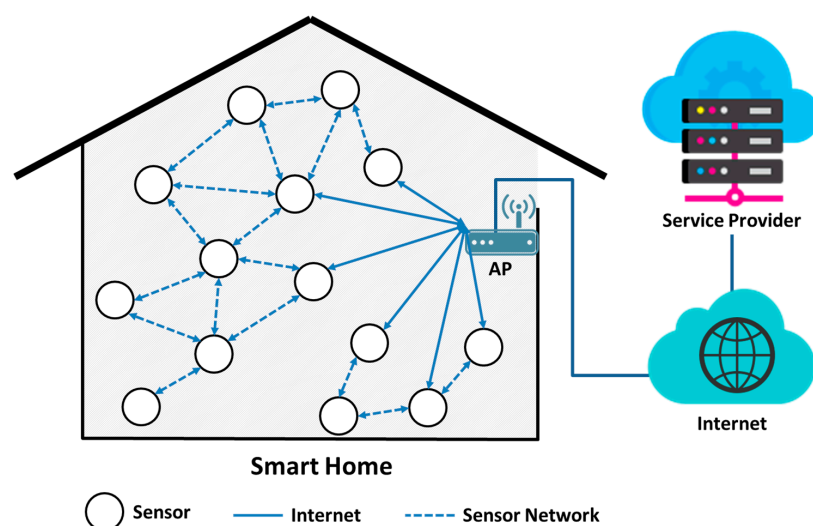 Service Provider
AP
Internet
Smart Home
Sensor
Internet
Sensor Network